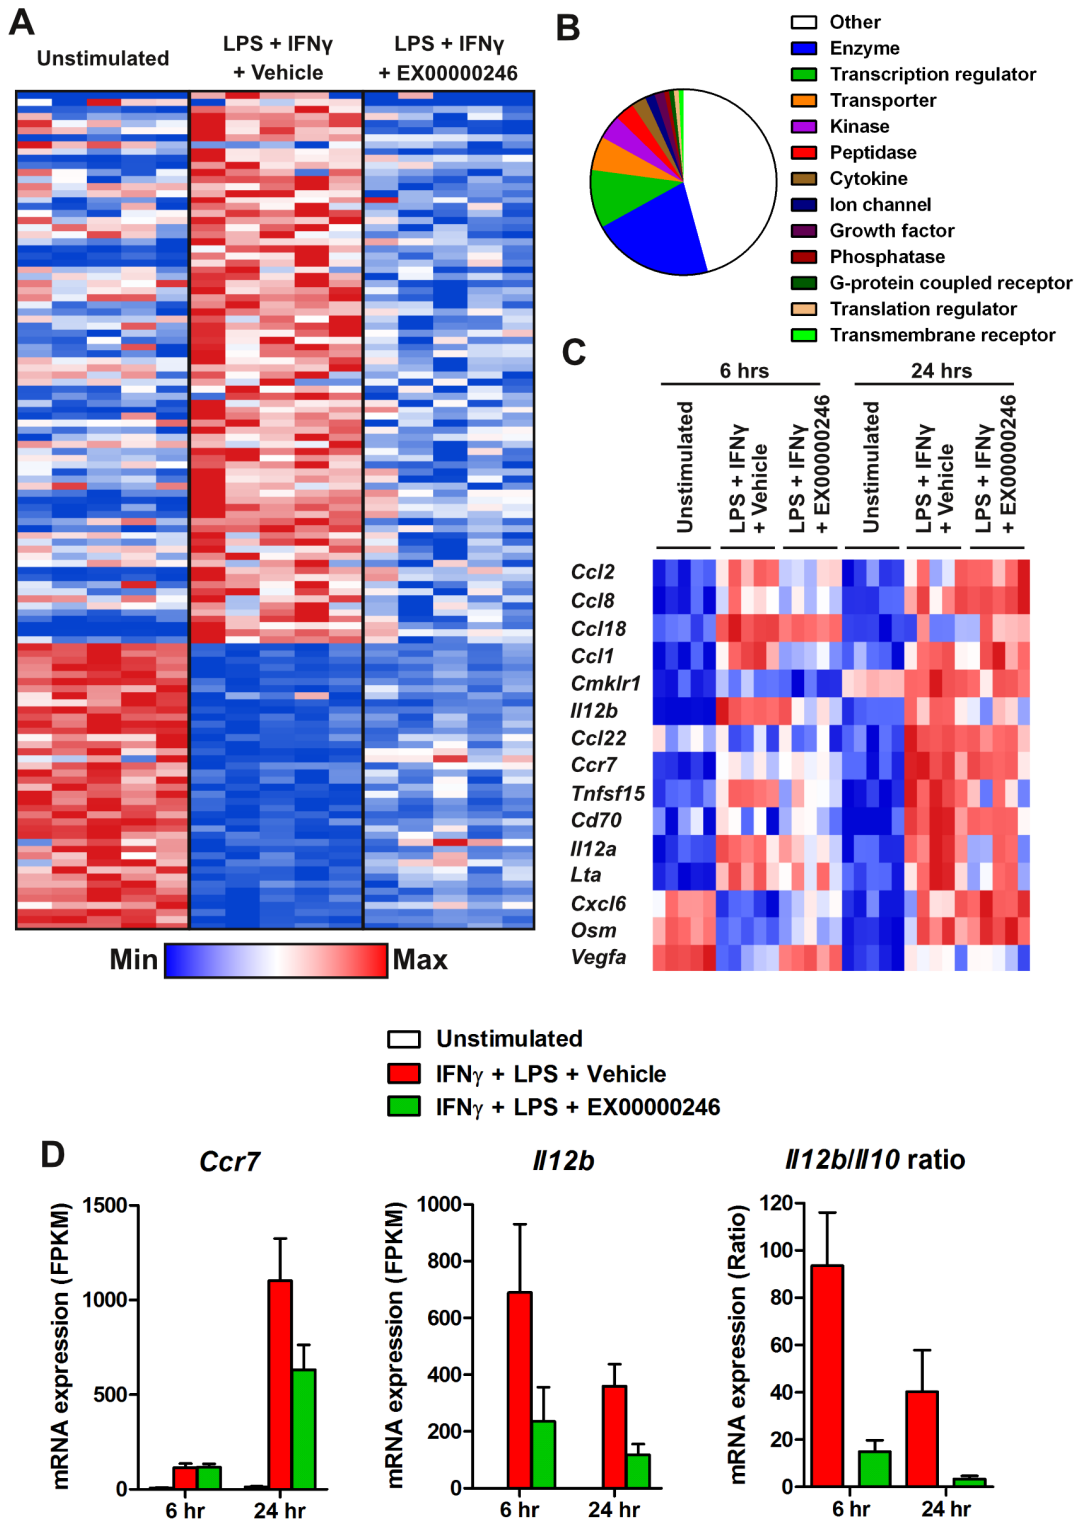 A
Unstimulated
LPS + IFNγ
+ Vehicle
LPS + IFNγ
+ EX00000246
Min
Max
B
Other
Enzyme
Transcription regulator
Transporter
Kinase
Peptidase
Cytokine
Ion channel
Growth factor
Phosphatase
G-protein coupled receptor
Translation regulator
Transmembrane receptor
C
6 hrs
24 hrs
Unstimulated
LPS + IFNγ
+ Vehicle
LPS + IFNγ
+ EX00000246
Unstimulated
LPS + IFNγ
+ Vehicle
LPS + IFNγ
+ EX00000246
Ccl2
Ccl8
Ccl18
Ccl1
Cmklr1
Il12b
Ccl22
Ccr7
Tnfsf15
Cd70
Il12a
Lta
Cxcl6
Osm
Vegfa
Unstimulated
IFNγ + LPS + Vehicle
IFNγ + LPS + EX00000246
D
Ccr7
mRNA expression (FPKM)
1500
1000
500
0
6 hr
24 hr
Il12b
mRNA expression (FPKM)
1000
800
600
400
200
0
6 hr
24 hr
Il12b/Il10 ratio
mRNA expression (Ratio)
120
100
80
60
40
20
0
6 hr
24 hr